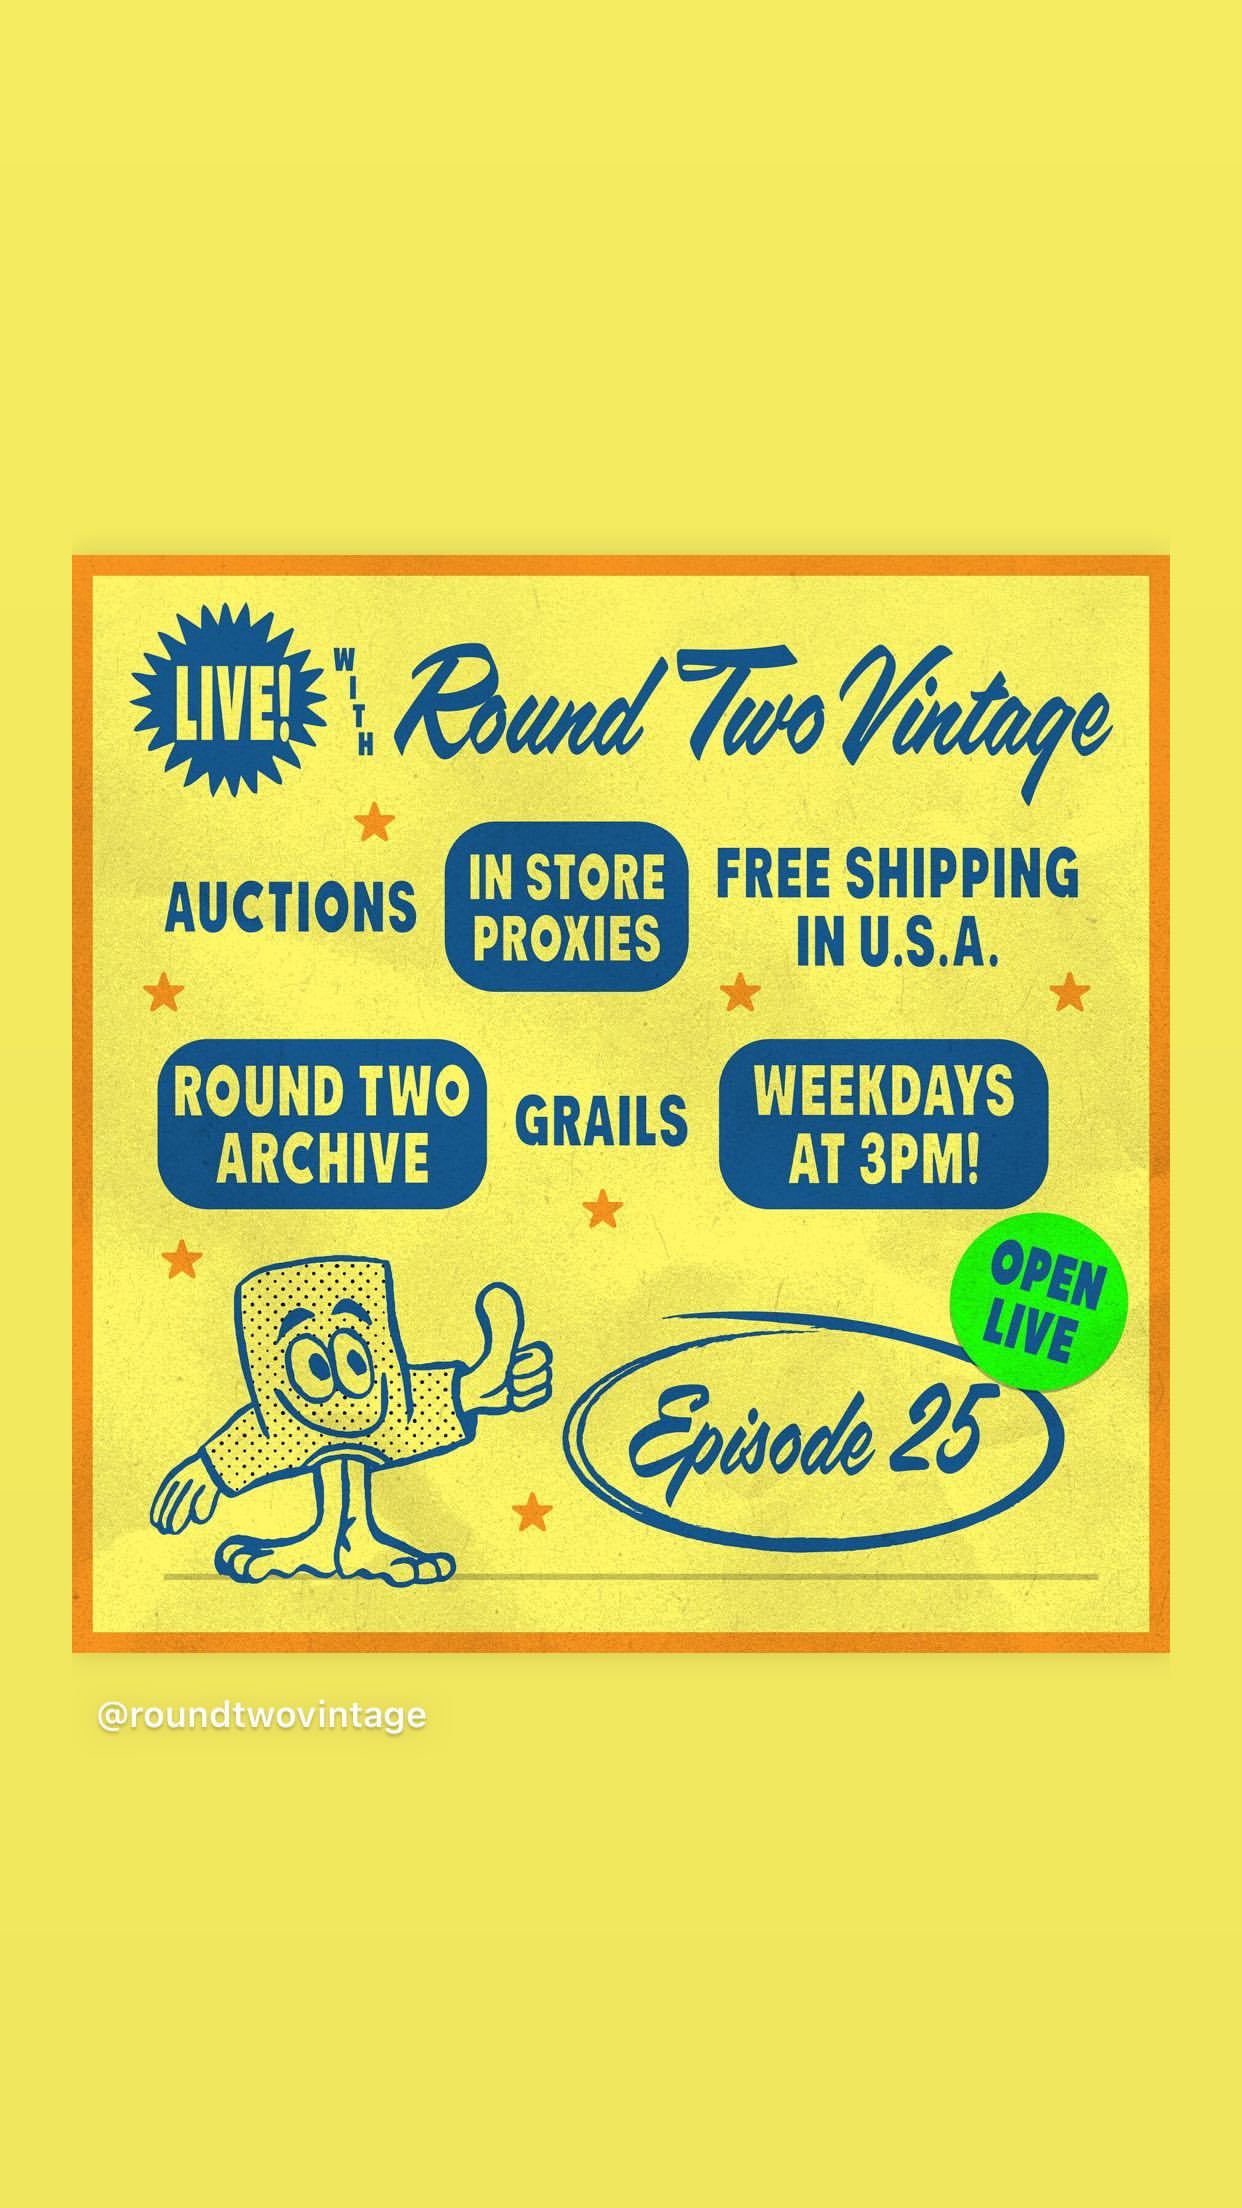 LIVE!
WITH
Round Two Vintage
AUCTIONS
IN STORE
PROXIES
FREE SHIPPING
IN U.S.A.
ROUND TWO
ARCHIVE
GRAILS
WEEKDAYS
AT 3PM!
OPEN
LIVE
Episode 25
@roundtwovintage